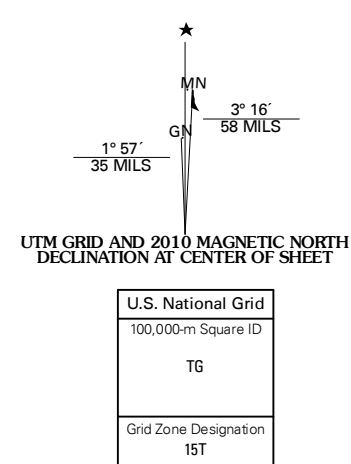 MN
3° 16´
58 MILS
GN
1° 57´
35 MILS
UTM GRID AND 2010 MAGNETIC NORTH
DECLINATION AT CENTER OF SHEET
U.S. National Grid
100,000-m Square ID
TG
Grid Zone Designation
15T